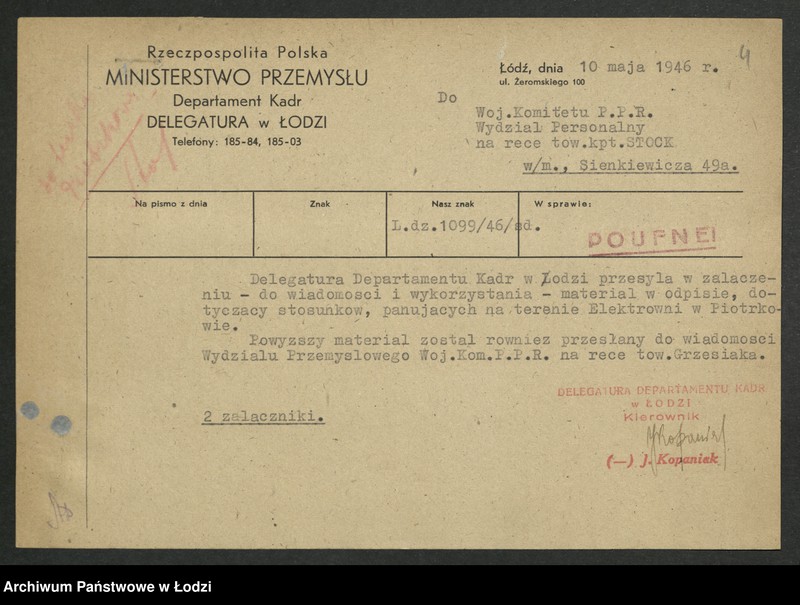 4
Rzeczpospolita Polska
MINISTERSTWO PRZEMYSŁU
Departament Kadr
DELEGATURA w ŁODZI
Telefony: 185-84, 185-03
Łódź, dnia 10 maja 1946 r.
ul. Żeromskiego 100
Do
Woj.Komitetu P.P.R.
Wydzial Personalny
na rece tow.kpt.STOCK
w/m., Sienkiewicza 49a.
Na pismo z dnia
Znak
Nasz znak
W sprawie:
L.dz.1099/46/sd.
POUFNE!
Delegatura Departamentu Kadr w Łodzi przesyla w zalacze-
niu - do wiadomosci i wykorzystania - material w odpisie, do-
tyczacy stosunkow, panujacych na terenie Elektrowni w Piotrko-
wie.
Powyzszy material zostal rowniez przeslany do wiadomosci
Wydzialu Przemyslowego Woj.Kom.P.P.R. na rece tow.Grzesiaka.
2 zalaczniki.
DELEGATURA DEPARTAMENTU KADR
w ŁODZI
Kierownik
(—) J. Kopaniak
Archiwum Państwowe w Łodzi